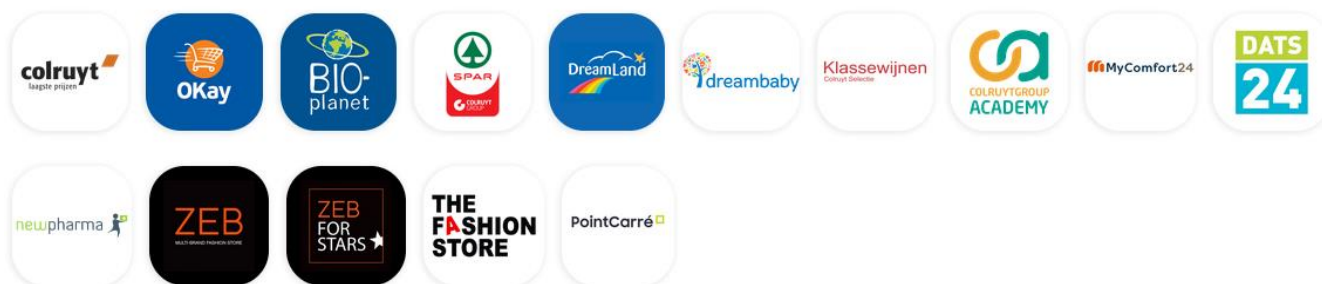 colruyt
laagste prijzen
OKay
BIO-
planet
SPAR
COLRUYT
GROUP
DreamLand
dreambaby
Klassewijnen
Colruyt Selectie
COLRUYTGROUP
ACADEMY
MyComfort24
DATS
24
newpharma
ZEB
MULTI-BRAND FASHION-STORE
ZEB
FOR
STARS
THE
FASHION
STORE
PointCarré